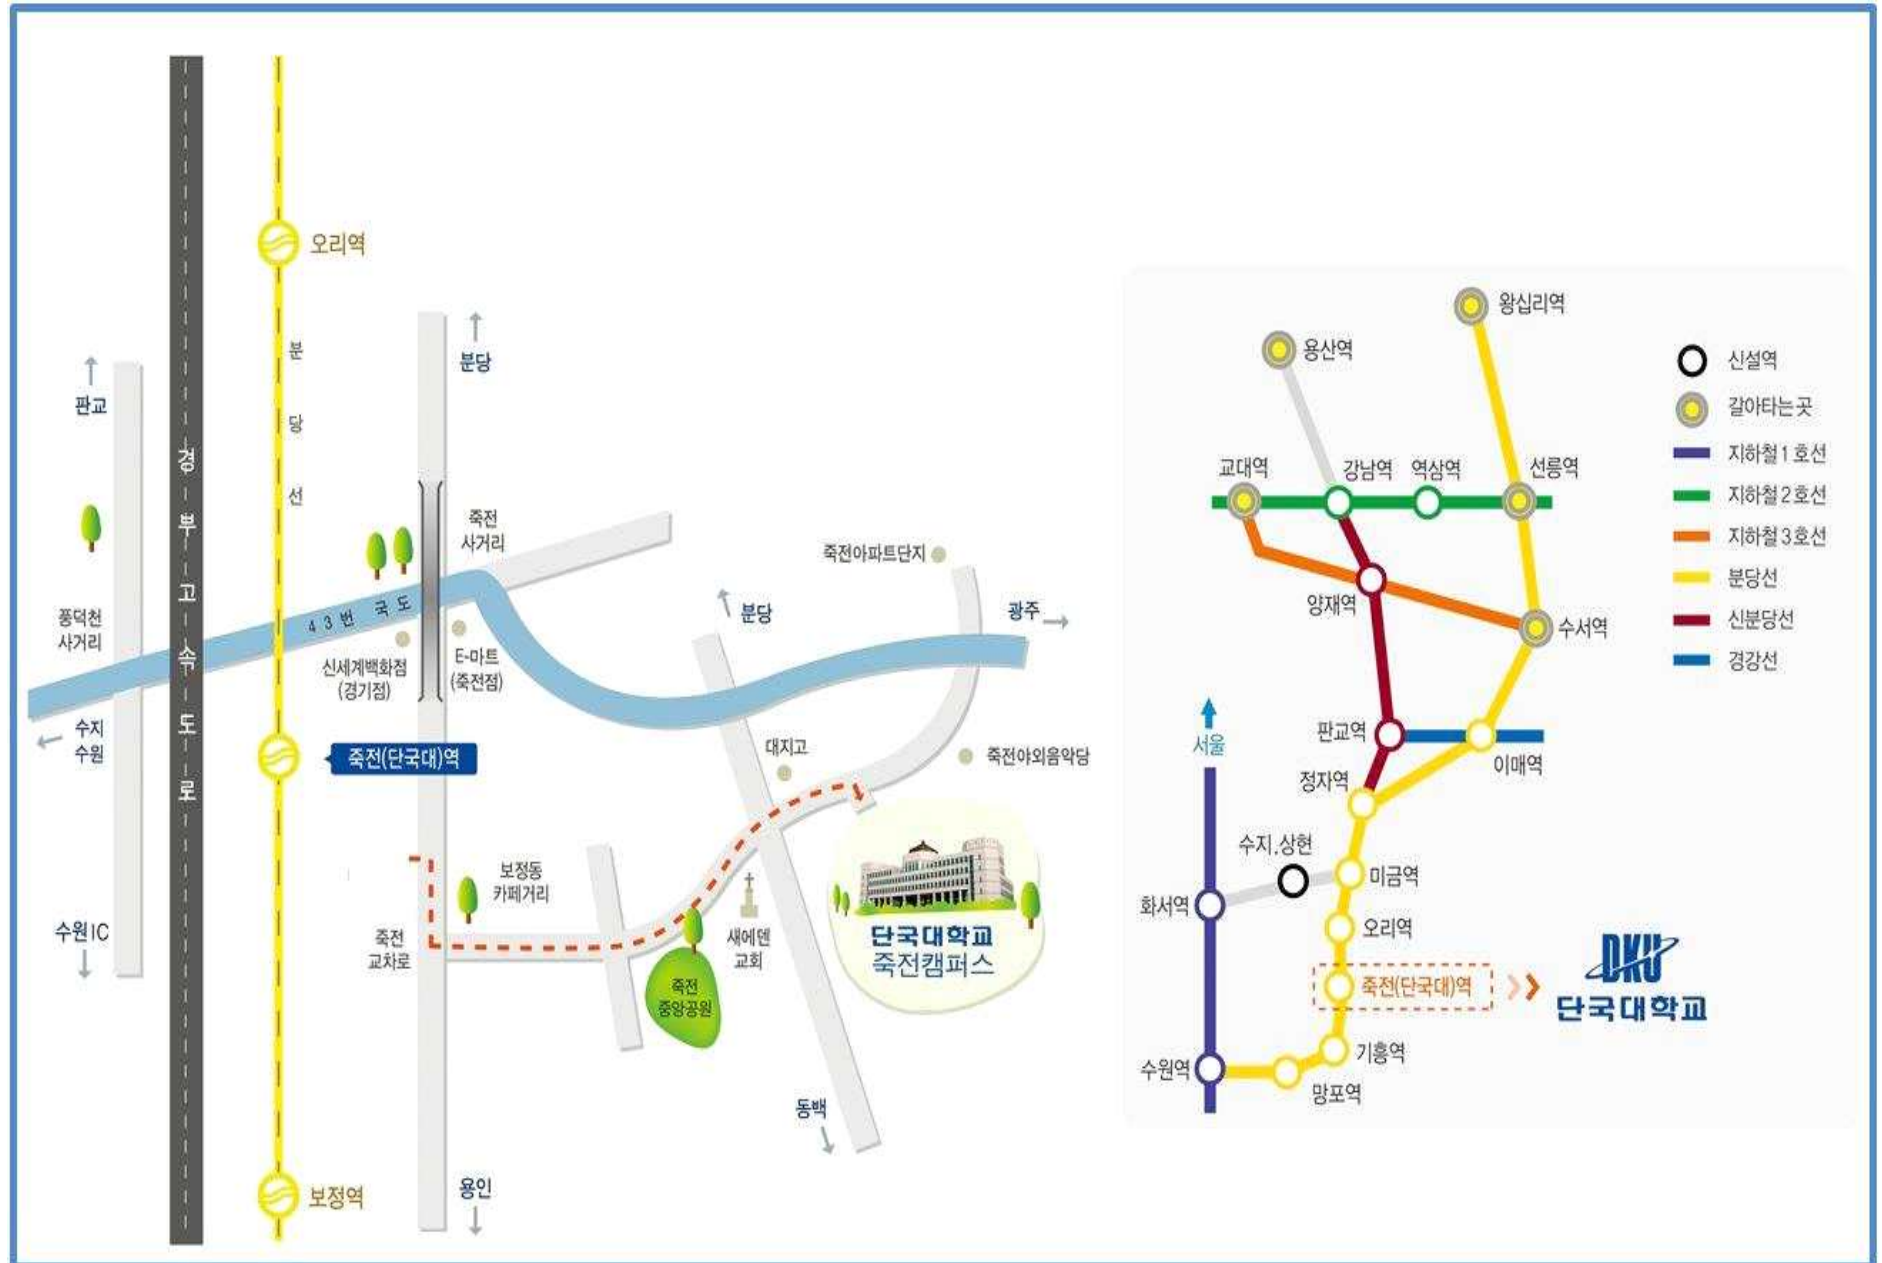 오리역
분
당
선
분당
판교
경
부
고
속
도
로
죽전
사거리
죽전아파트단지
풍덕천
사거리
43번 국도
분당
광주
신세계백화점
(경기점)
E-마트
(죽전점)
수지
수원
죽전(단국대)역
대지고
죽전야외음악당
보정동
카페거리
수원IC
죽전
교차로
새에덴
교회
단국대학교
죽전캠퍼스
죽전
중앙공원
동백
용인
보정역
왕십리역
용산역
교대역
강남역
역삼역
선릉역
양재역
수서역
서울
판교역
이매역
정자역
수지.상현
미금역
화서역
오리역
죽전(단국대)역
기흥역
수원역
망포역
DKU
단국대학교
신설역
갈아타는곳
지하철1호선
지하철2호선
지하철3호선
분당선
신분당선
경강선